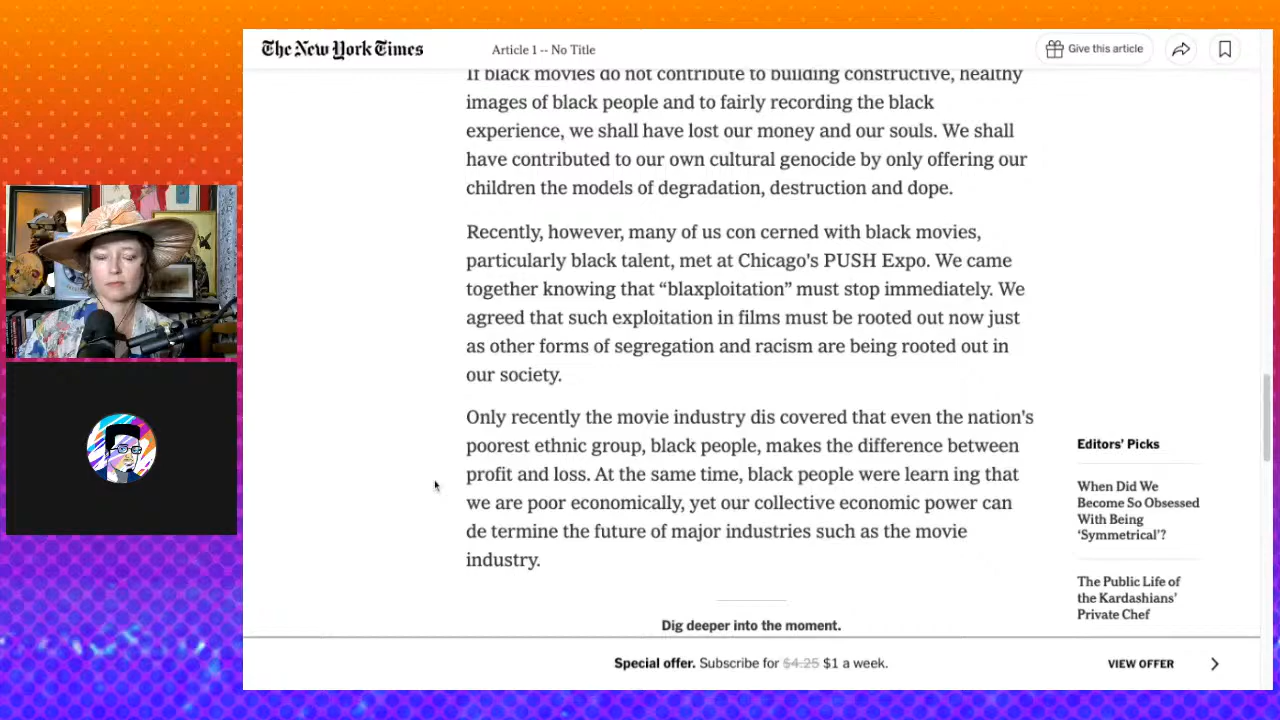 The New York Times
Article 1 -- No Title
Give this article
If black movies do not contribute to building constructive, healthy
images of black people and to fairly recording the black
experience, we shall have lost our money and our souls. We shall
have contributed to our own cultural genocide by only offering our
children the models of degradation, destruction and dope.
Recently, however, many of us con cerned with black movies,
particularly black talent, met at Chicago's PUSH Expo. We came
together knowing that “blaxploitation” must stop immediately. We
agreed that such exploitation in films must be rooted out now just
as other forms of segregation and racism are being rooted out in
our society.
Only recently the movie industry dis covered that even the nation's
poorest ethnic group, black people, makes the difference between
profit and loss. At the same time, black people were learn ing that
we are poor economically, yet our collective economic power can
de termine the future of major industries such as the movie
industry.
Dig deeper into the moment.
Editors' Picks
When Did We
Become So Obsessed
With Being
‘Symmetrical’?
The Public Life of
the Kardashians’
Private Chef
Special offer. Subscribe for $4.25 $1 a week.
VIEW OFFER